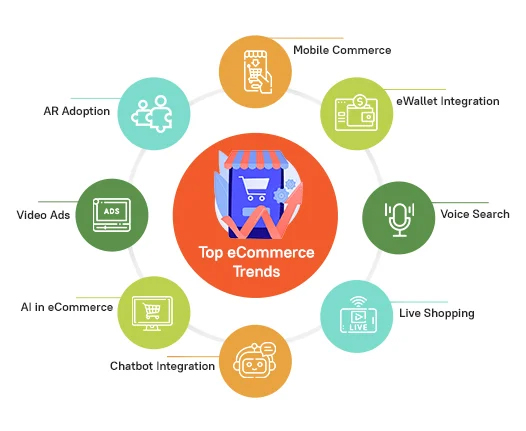 Mobile Commerce
eWallet Integration
Voice Search
Live Shopping
LIVE
Chatbot Integration
AI in eCommerce
Video Ads
ADS
AR Adoption
Top eCommerce
Trends